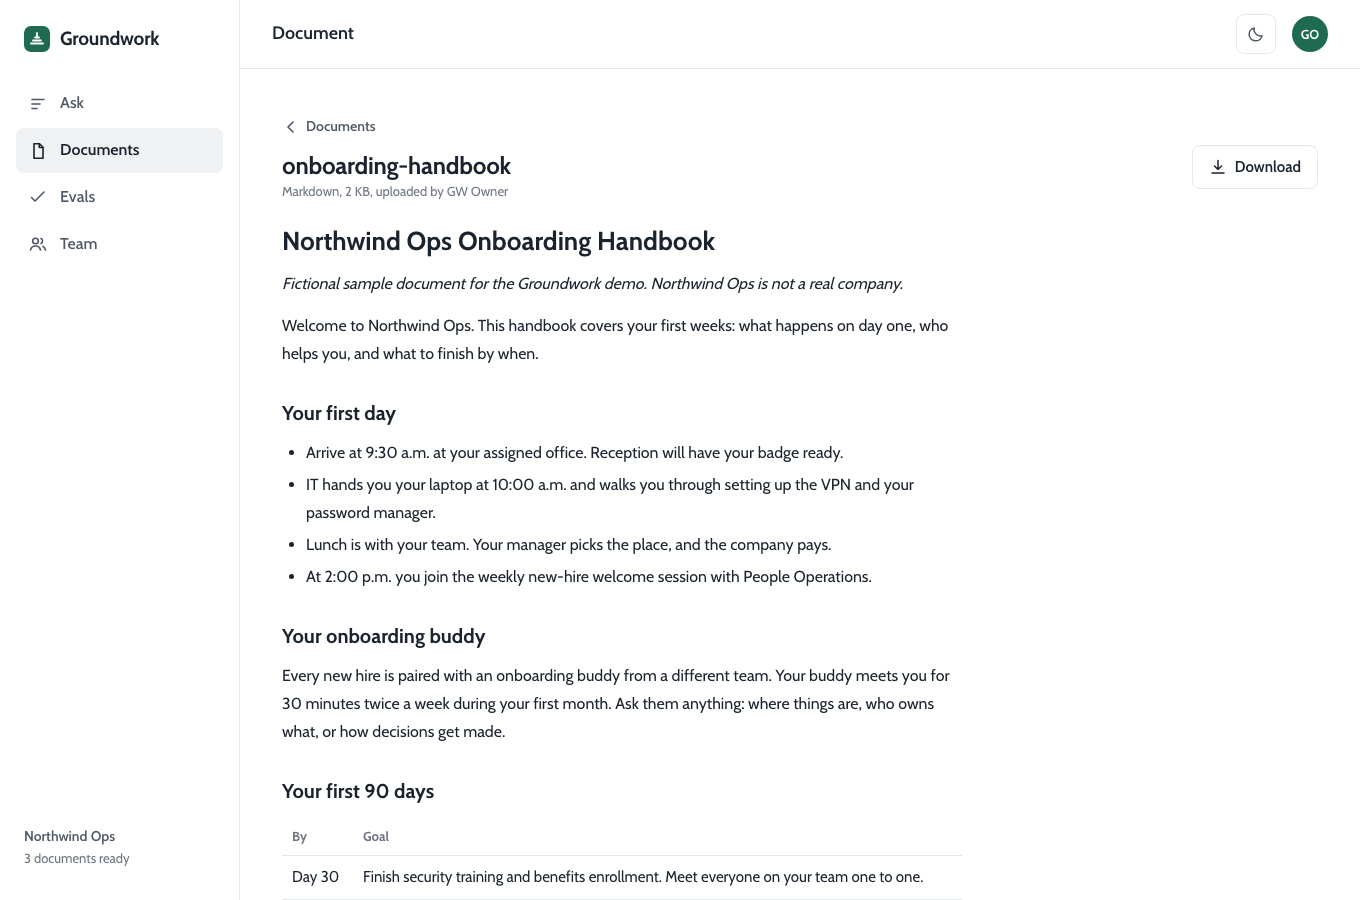 Groundwork
Ask
Documents
Evals
Team
Northwind Ops
3 documents ready
Document
GO
Documents
onboarding-handbook
Markdown, 2 KB, uploaded by GW Owner
Download
Northwind Ops Onboarding Handbook
Fictional sample document for the Groundwork demo. Northwind Ops is not a real company.
Welcome to Northwind Ops. This handbook covers your first weeks: what happens on day one, who
helps you, and what to finish by when.
Your first day
Arrive at 9:30 a.m. at your assigned office. Reception will have your badge ready.
IT hands you your laptop at 10:00 a.m. and walks you through setting up the VPN and your
password manager.
Lunch is with your team. Your manager picks the place, and the company pays.
At 2:00 p.m. you join the weekly new-hire welcome session with People Operations.
Your onboarding buddy
Every new hire is paired with an onboarding buddy from a different team. Your buddy meets you for
30 minutes twice a week during your first month. Ask them anything: where things are, who owns
what, or how decisions get made.
Your first 90 days
By Goal
Day 30 Finish security training and benefits enrollment. Meet everyone on your team one to one.